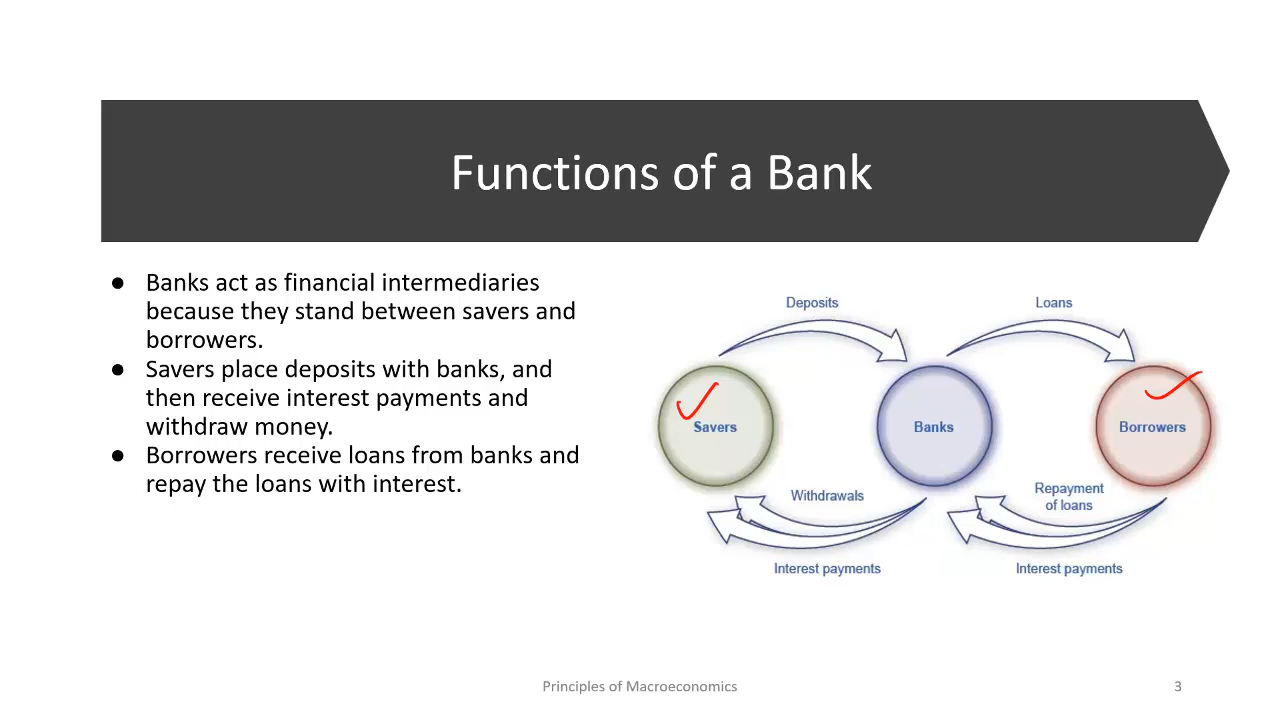 Functions of a Bank
● Banks act as financial intermediaries
because they stand between savers and
borrowers.
● Savers place deposits with banks, and
then receive interest payments and
withdraw money.
● Borrowers receive loans from banks and
repay the loans with interest.
Deposits
Loans
Savers
Banks
Borrowers
Withdrawals
Repayment
of loans
Interest payments
Interest payments
Principles of Macroeconomics
3